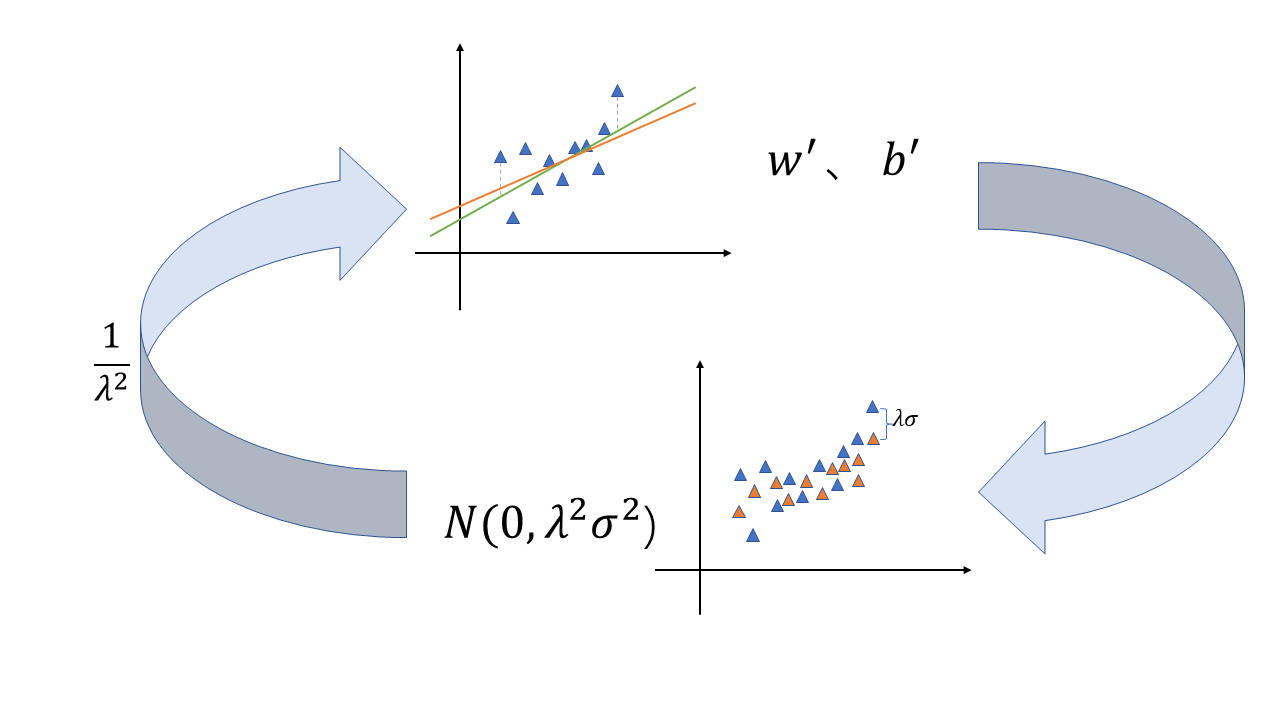 w′、 b′
1/λ²
λσ
N(0, λ²σ²)